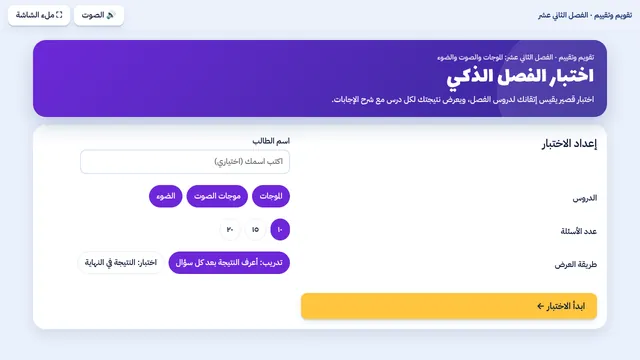 تقويم وتقييم · الفصل الثاني عشر
🔊 الصوت
⛶ ملء الشاشة
تقويم وتقييم · الفصل الثاني عشر: الموجات والصوت والضوء
اختبار الفصل الذكي
اختبار قصير يقيس إتقانك لدروس الفصل، ويعرض نتيجتك لكل درس مع شرح الإجابات.
إعداد الاختبار
اسم الطالب
اكتب اسمك (اختياري)
الدروس
الموجات
موجات الصوت
الضوء
عدد الأسئلة
١٠
١٥
٢٠
طريقة العرض
تدريب: أعرف النتيجة بعد كل سؤال
اختبار: النتيجة في النهاية
ابدأ الاختبار ←